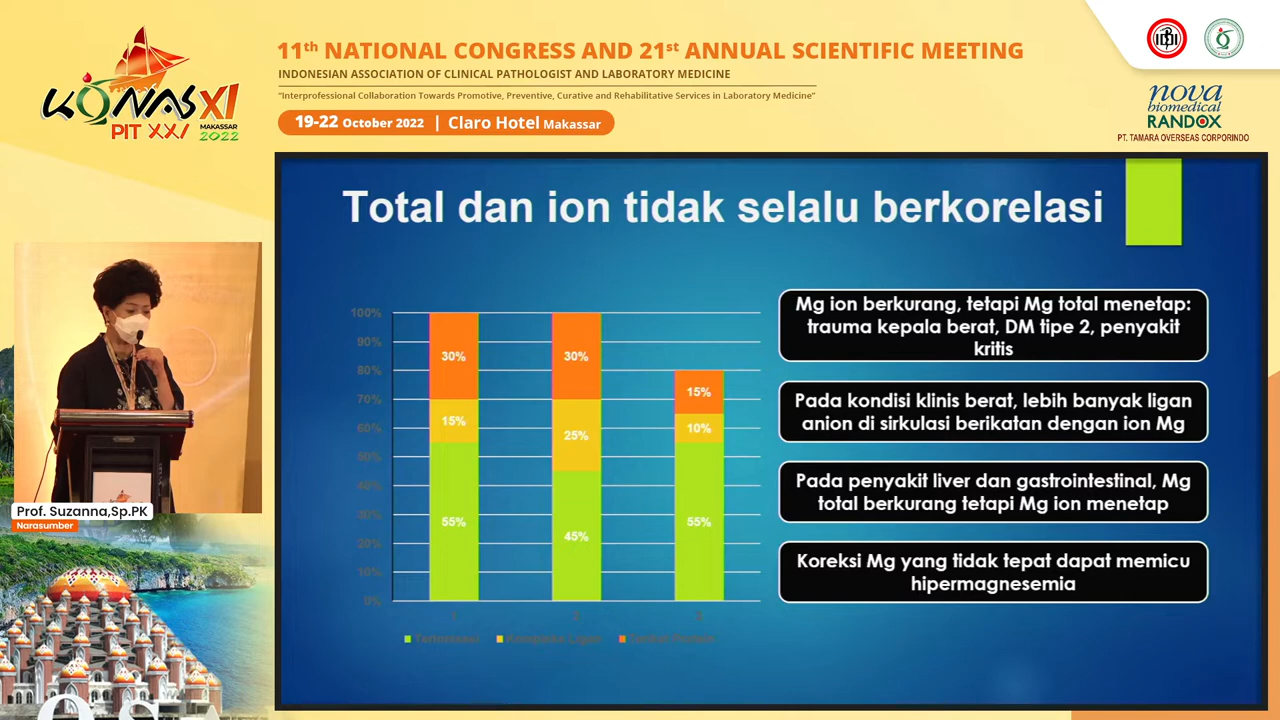 11th NATIONAL CONGRESS AND 21st ANNUAL SCIENTIFIC MEETING
INDONESIAN ASSOCIATION OF CLINICAL PATHOLOGIST AND LABORATORY MEDICINE
"Interprofessional Collaboration Towards Promotive, Preventive, Curative and Rehabilitative Services in Laboratory Medicine"
19-22 October 2022 | Claro Hotel Makassar
KONAS XI
PIT XXI
MAKASSAR
2022
nova
biomedical
RANDOX
PT. TAMARA OVERSEAS CORPORINDO
Total dan ion tidak selalu berkorelasi
100%
90%
80%
70%
60%
50%
40%
30%
20%
10%
0%
30%
15%
55%
30%
25%
45%
15%
10%
55%
1
2
3
Mg ion berkurang, tetapi Mg total menetap:
trauma kepala berat, DM tipe 2, penyakit
kritis
Pada kondisi klinis berat, lebih banyak ligan
anion di sirkulasi berikatan dengan ion Mg
Pada penyakit liver dan gastrointestinal, Mg
total berkurang tetapi Mg ion menetap
Koreksi Mg yang tidak tepat dapat memicu
hipermagnesemia
Prof. Suzanna,Sp.PK
Narasumber